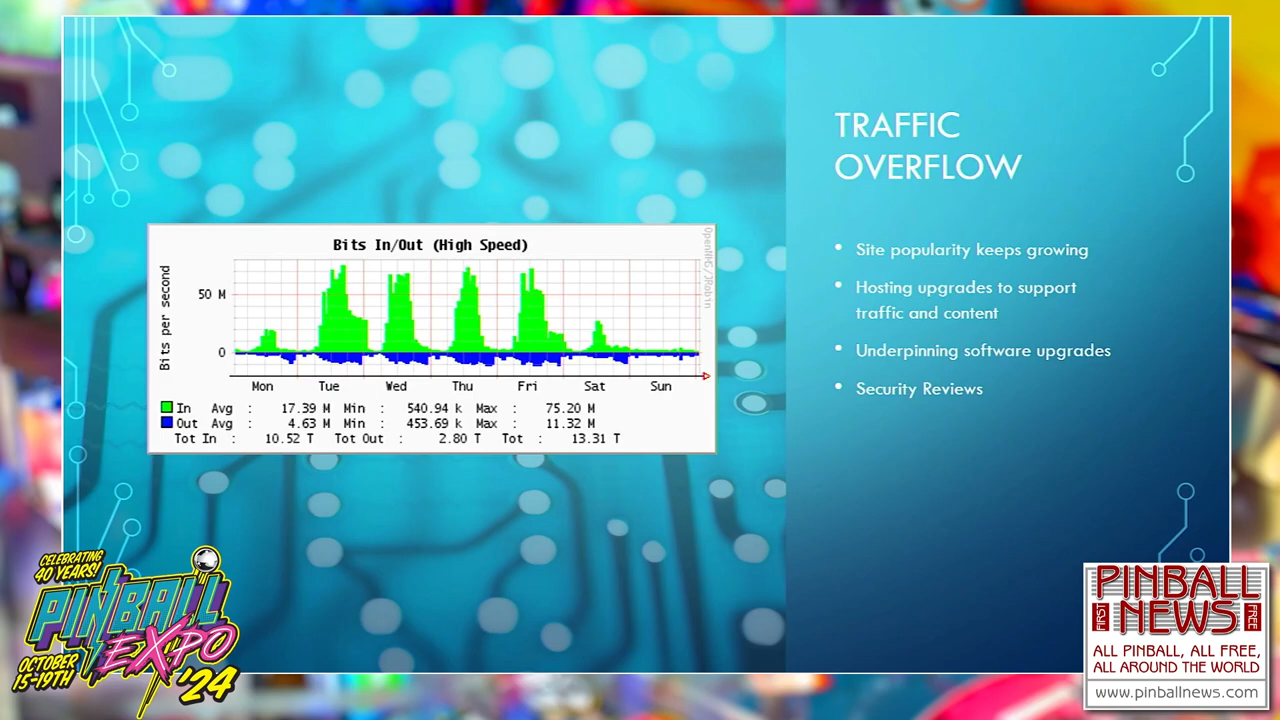 TRAFFIC
OVERFLOW
Bits In/Out (High Speed)
OpenNMS/JRobin
Bits per second
50 M
0
Mon Tue Wed Thu Fri Sat Sun
In Avg : 17.39 M Min : 540.94 k Max : 75.20 M
Out Avg : 4.63 M Min : 453.69 k Max : 11.32 M
Tot In : 10.52 T Tot Out : 2.80 T Tot : 13.31 T
• Site popularity keeps growing
• Hosting upgrades to support
traffic and content
• Underpinning software upgrades
• Security Reviews
CELEBRATING
40 YEARS!
PINBALL
EXPO
OCTOBER
15-19TH
'24
PINBALL
FIRST NEWS FREE
ALL PINBALL, ALL FREE,
ALL AROUND THE WORLD
www.pinballnews.com